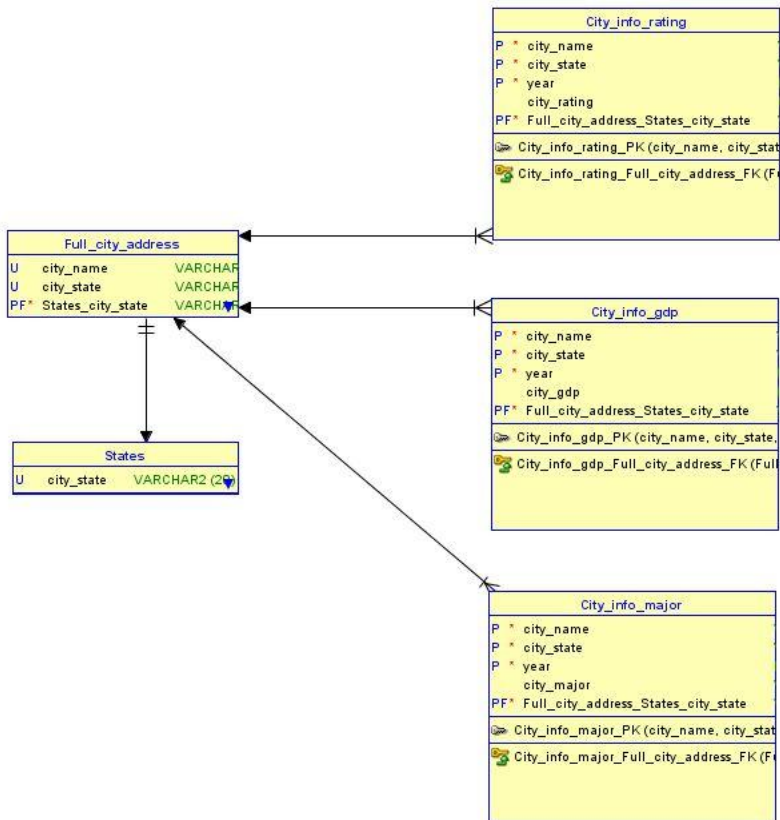 City_info_rating
P * city_name
P * city_state
P * year
city_rating
PF* Full_city_address_States_city_state
City_info_rating_PK (city_name, city_stat
City_info_rating_Full_city_address_FK (F
Full_city_address
U city_name VARCHAR
U city_state VARCHAR
PF* States_city_state VARCHAR
States
U city_state VARCHAR2 (20)
City_info_gdp
P * city_name
P * city_state
P * year
city_gdp
PF* Full_city_address_States_city_state
City_info_gdp_PK (city_name, city_state,
City_info_gdp_Full_city_address_FK (Full
City_info_major
P * city_name
P * city_state
P * year
city_major
PF* Full_city_address_States_city_state
City_info_major_PK (city_name, city_stat
City_info_major_Full_city_address_FK (F